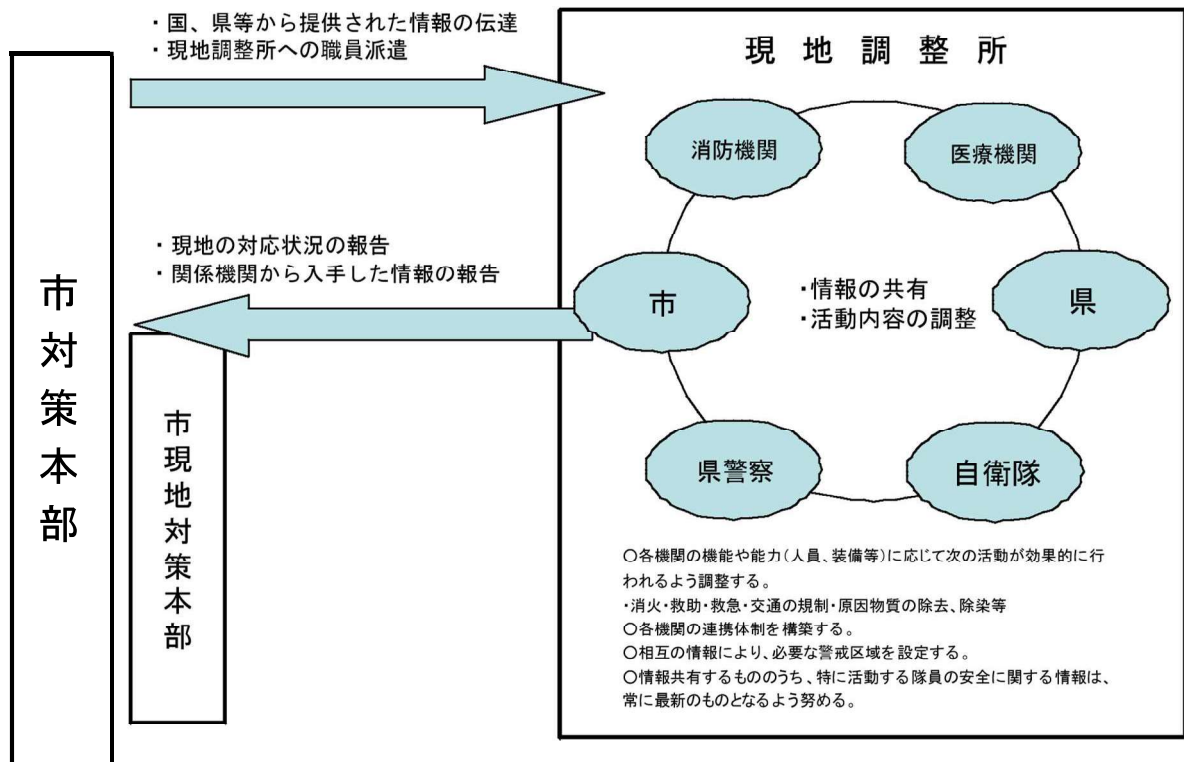 ・国、県等から提供された情報の伝達
・現地調整所への職員派遣
市対策本部
・現地の対応状況の報告
・関係機関から入手した情報の報告
市現地対策本部
現地調整所
消防機関
医療機関
市
・情報の共有
・活動内容の調整
県
県警察
自衛隊
○各機関の機能や能力(人員、装備等)に応じて次の活動が効果的に行
われるよう調整する。
・消火・救助・救急・交通の規制・原因物質の除去、除染等
○各機関の連携体制を構築する。
○相互の情報により、必要な警戒区域を設定する。
○情報共有するもののうち、特に活動する隊員の安全に関する情報は、
常に最新のものとなるよう努める。